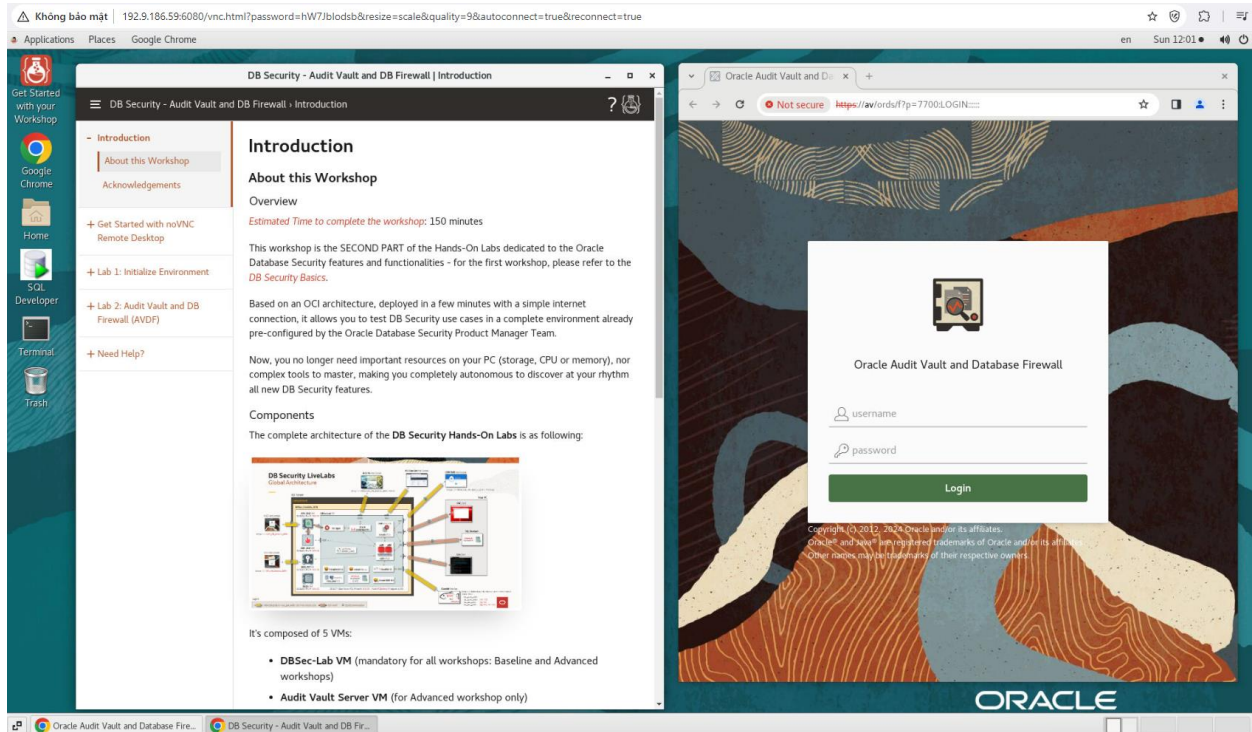 Không bảo mật 192.9.186.59:6080/vnc.html?password=hW7Jblodsb&resize=scale&quality=9&autoconnect=true&reconnect=true
Applications Places Google Chrome en Sun 12:01
Get Started
with your
Workshop
Google
Chrome
Home
SQL
Developer
Terminal
Trash
DB Security - Audit Vault and DB Firewall | Introduction
DB Security - Audit Vault and DB Firewall › Introduction ?
- Introduction
About this Workshop
Acknowledgements
+ Get Started with noVNC
Remote Desktop
+ Lab 1: Initialize Environment
+ Lab 2: Audit Vault and DB
Firewall (AVDF)
+ Need Help?
Introduction
About this Workshop
Overview
Estimated Time to complete the workshop: 150 minutes
This workshop is the SECOND PART of the Hands-On Labs dedicated to the Oracle
Database Security features and functionalities - for the first workshop, please refer to the
DB Security Basics.
Based on an OCI architecture, deployed in a few minutes with a simple internet
connection, it allows you to test DB Security use cases in a complete environment already
pre-configured by the Oracle Database Security Product Manager Team.
Now, you no longer need important resources on your PC (storage, CPU or memory), nor
complex tools to master, making you completely autonomous to discover at your rhythm
all new DB Security features.
Components
The complete architecture of the DB Security Hands-On Labs is as following:
DB Security LiveLabs
Global Architecture
It's composed of 5 VMs:
• DBSec-Lab VM (mandatory for all workshops: Baseline and Advanced
workshops)
• Audit Vault Server VM (for Advanced workshop only)
Oracle Audit Vault and Da
Not secure https://av/ords/f?p=7700:LOGIN:::::
Oracle Audit Vault and Database Firewall
username
password
Login
Copyright (c) 2012, 2024 Oracle and/or its affiliates.
Oracle® and Java® are registered trademarks of Oracle and/or its affiliates.
Other names may be trademarks of their respective owners.
ORACLE
Oracle Audit Vault and Database Fire... DB Security - Audit Vault and DB Fir...